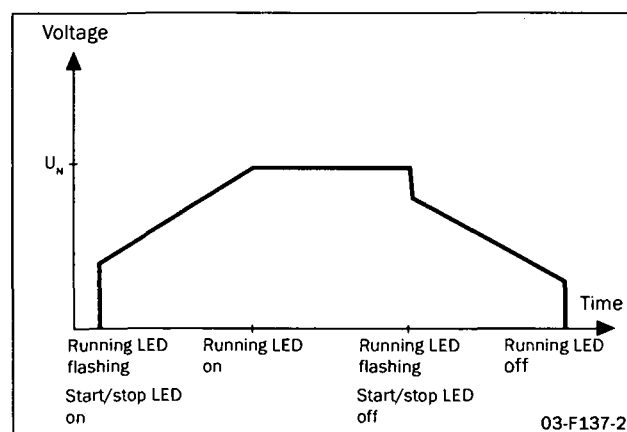 Voltage
U_N
Time
Running LED
flashing
Start/stop LED
on
Running LED
on
Running LED
flashing
Start/stop LED
off
Running LED
off
03-F137-2